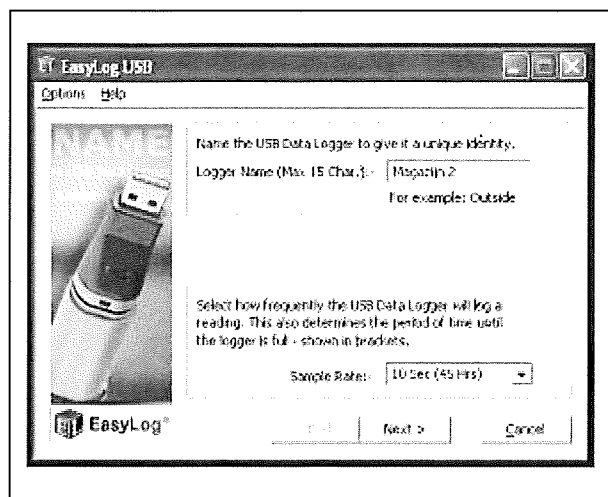 EasyLog USB
Options Help
NAME
Name the USB Data Logger to give it a unique identity.
Logger Name (Max 15 Char.):- Magazijn 2
For example: Outside
Select how frequently the USB Data Logger will log a
reading. This also determines the period of time until
the logger is full - shown in brackets.
Sample Rate:- 10 Sec (45 Hrs)
EasyLog®
Next >
Cancel